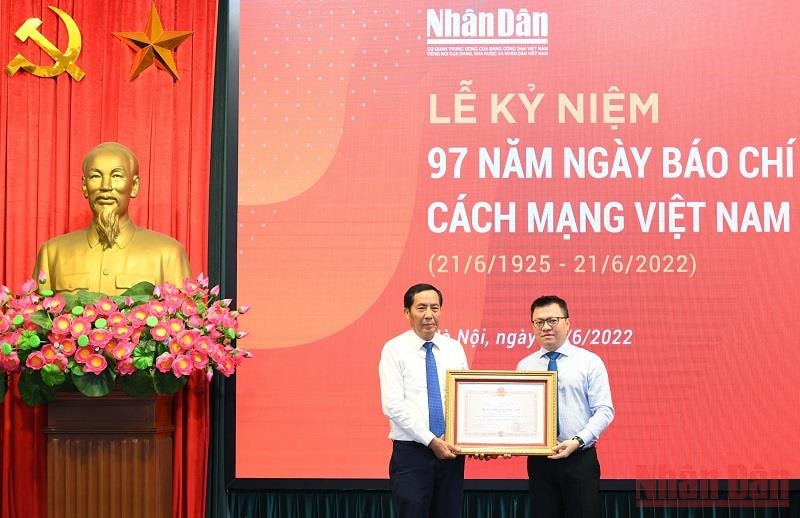 Nhân Dân
CƠ QUAN TRUNG ƯƠNG CỦA ĐẢNG CỘNG SẢN VIỆT NAM
TIẾNG NÓI CỦA ĐẢNG, NHÀ NƯỚC VÀ NHÂN DÂN VIỆT NAM
LỄ KỶ NIỆM
97 NĂM NGÀY BÁO CHÍ
CÁCH MẠNG VIỆT NAM
(21/6/1925 - 21/6/2022)
Nội, ngày /6/2022
Nhân Dân